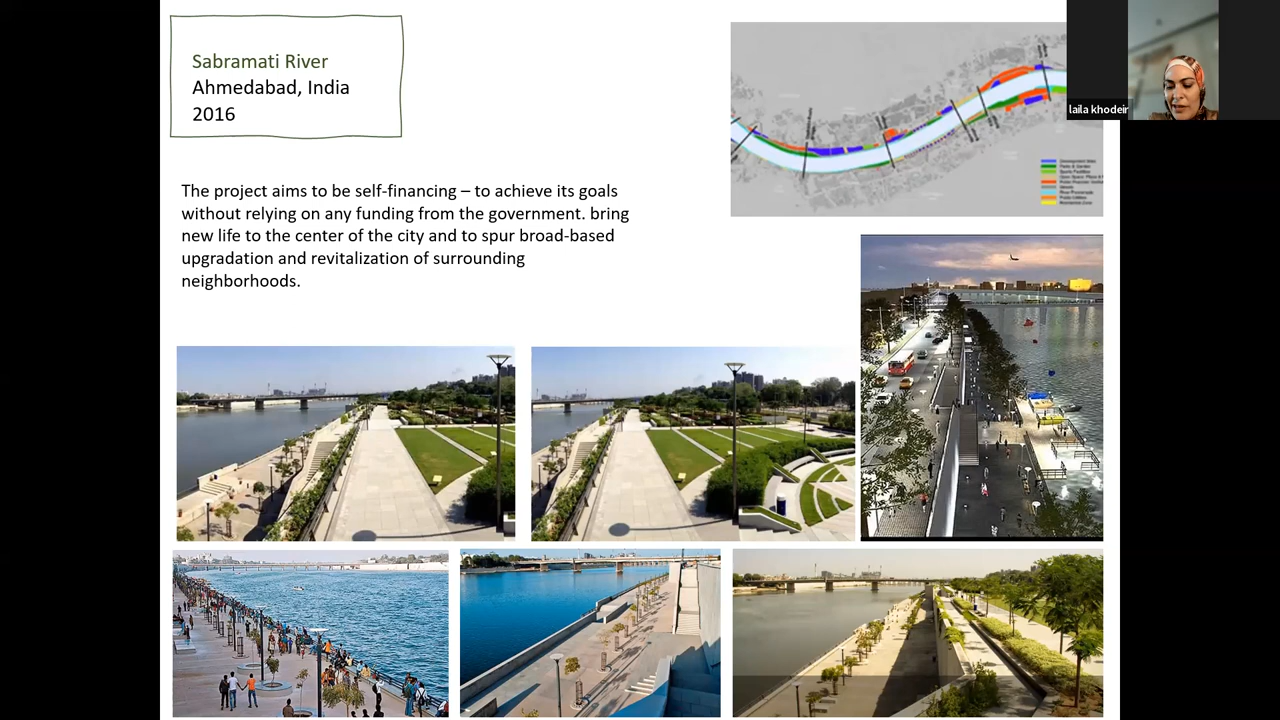 Sabramati River
Ahmedabad, India
2016
laila khodeir
The project aims to be self-financing – to achieve its goals
without relying on any funding from the government. bring
new life to the center of the city and to spur broad-based
upgradation and revitalization of surrounding
neighborhoods.